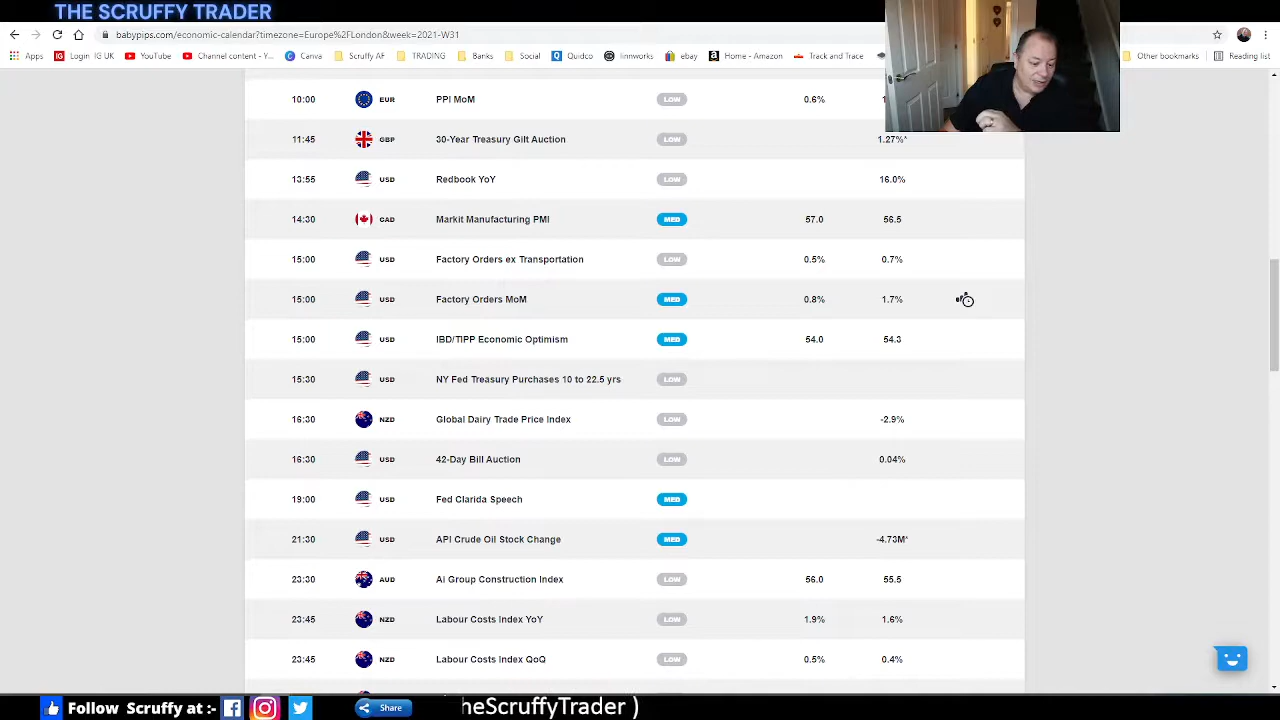 THE SCRUFFY TRADER
babypips.com/economic-calendar?timezone=Europe%2FLondon&week=2021-W31
Apps Login IG UK YouTube Channel content - Y... Canva Scruffy AF TRADING Banks Social Quidco linnworks ebay Home - Amazon Track and Trace Other bookmarks Reading list
10:00 EUR PPI MoM LOW 0.6%
11:45 GBP 30-Year Treasury Gilt Auction LOW 1.27%*
13:55 USD Redbook YoY LOW 16.0%
14:30 CAD Markit Manufacturing PMI MED 57.0 56.5
15:00 USD Factory Orders ex Transportation LOW 0.5% 0.7%
15:00 USD Factory Orders MoM MED 0.8% 1.7%
15:00 USD IBD/TIPP Economic Optimism MED 54.0 54.3
15:30 USD NY Fed Treasury Purchases 10 to 22.5 yrs LOW
16:30 NZD Global Dairy Trade Price Index LOW -2.9%
16:30 USD 42-Day Bill Auction LOW 0.04%
19:00 USD Fed Clarida Speech MED
21:30 USD API Crude Oil Stock Change MED -4.73M*
23:30 AUD Ai Group Construction Index LOW 56.0 55.5
23:45 NZD Labour Costs Index YoY LOW 1.9% 1.6%
23:45 NZD Labour Costs Index QoQ LOW 0.5% 0.4%
Follow Scruffy at :- Share heScruffyTrader )